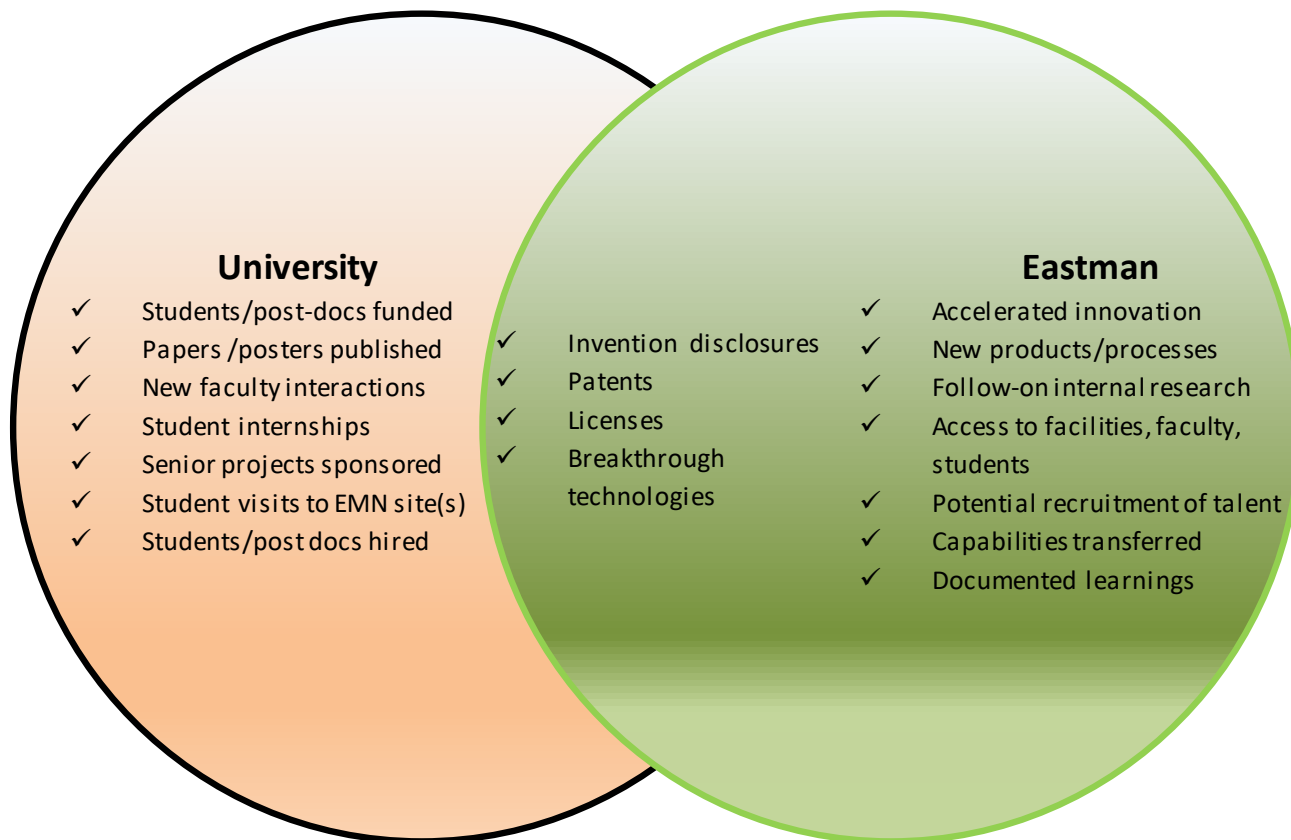 University
✓ Students/post-docs funded
✓ Papers/posters published
✓ New faculty interactions
✓ Student internships
✓ Senior projects sponsored
✓ Student visits to EMN site(s)
✓ Students/post docs hired
✓ Invention disclosures
✓ Patents
✓ Licenses
✓ Breakthrough
technologies
Eastman
✓ Accelerated innovation
✓ New products/processes
✓ Follow-on internal research
✓ Access to facilities, faculty,
students
✓ Potential recruitment of talent
✓ Capabilities transferred
✓ Documented learnings